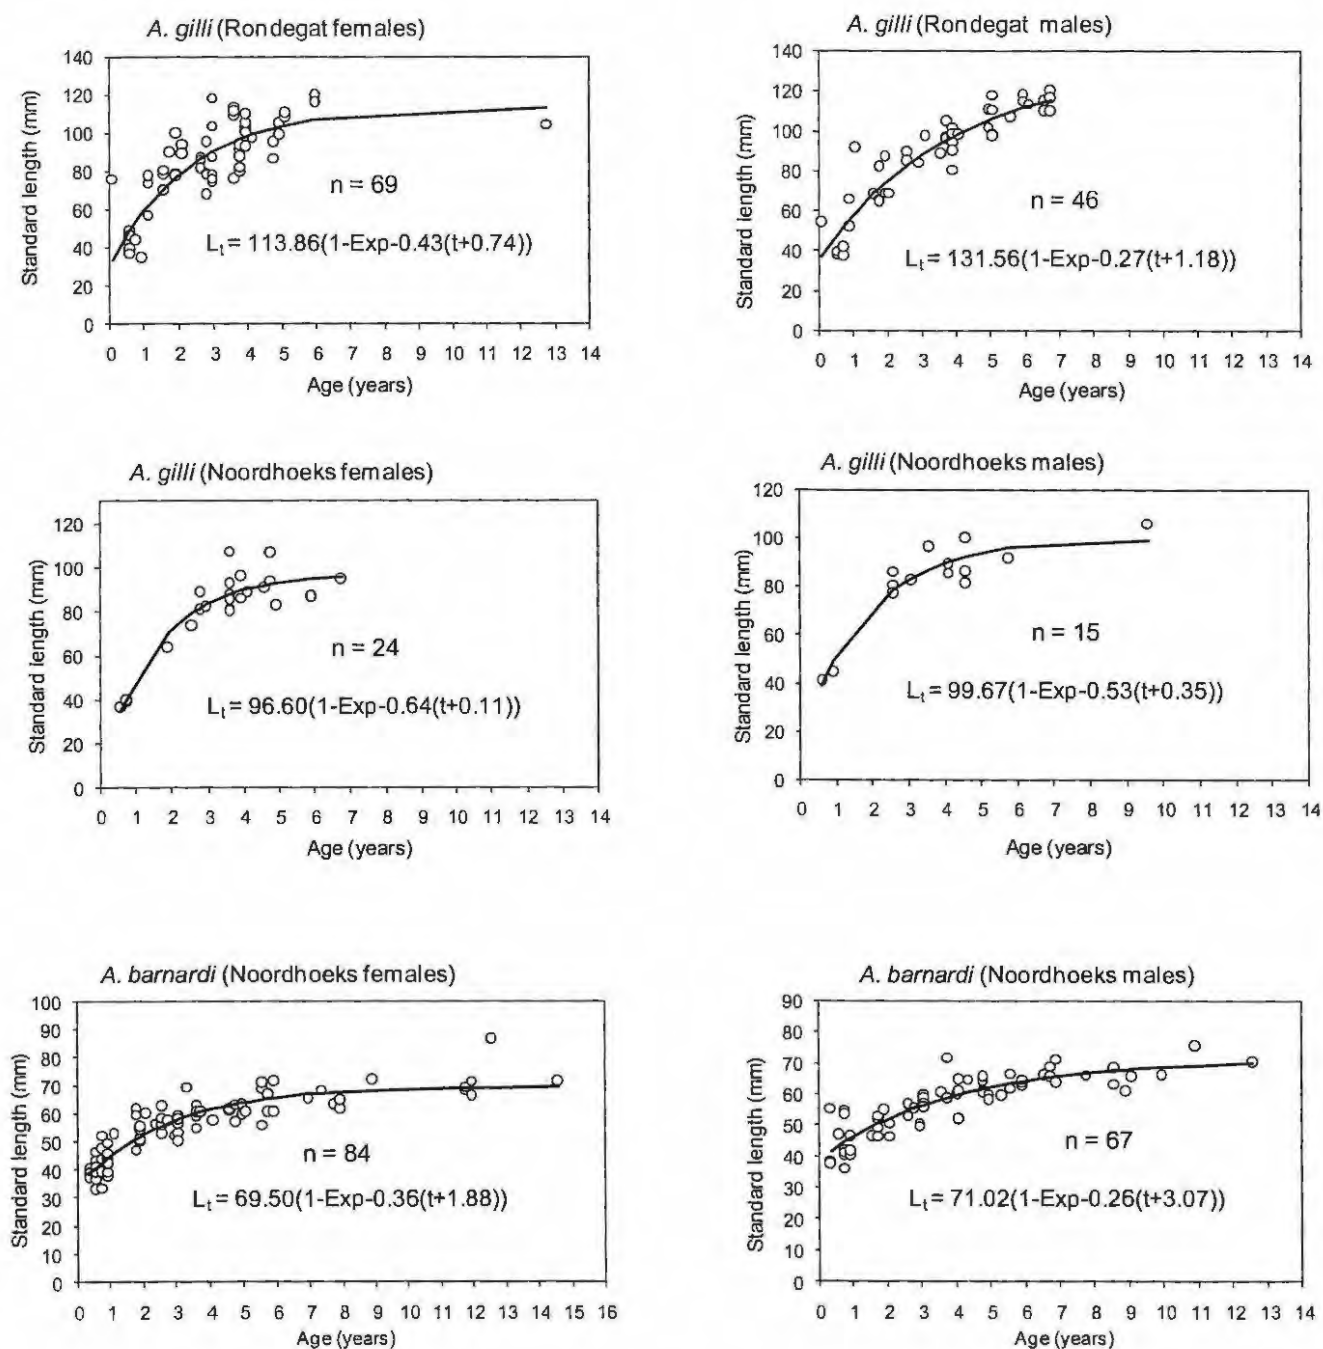 A. gilli (Rondegat females)
Standard length (mm)
140
120
100
80
60
40
20
0
n = 69
Lt = 113.86(1-Exp-0.43(t+0.74))
0 1 2 3 4 5 6 7 8 9 10 11 12 13 14
Age (years)
A. gilli (Rondegat males)
Standard length (mm)
140
120
100
80
60
40
20
0
n = 46
Lt = 131.56(1-Exp-0.27(t+1.18))
0 1 2 3 4 5 6 7 8 9 10 11 12 13 14
Age (years)
A. gilli (Noordhoeks females)
Standard length (mm)
120
100
80
60
40
20
0
n = 24
Lt = 96.60(1-Exp-0.64(t+0.11))
0 1 2 3 4 5 6 7 8 9 10 11 12 13 14
Age (years)
A. gilli (Noordhoeks males)
Standard length (mm)
120
100
80
60
40
20
0
n = 15
Lt = 99.67(1-Exp-0.53(t+0.35))
0 1 2 3 4 5 6 7 8 9 10 11 12 13 14
Age (years)
A. barnardi (Noordhoeks females)
Standard length (mm)
100
90
80
70
60
50
40
30
20
10
0
n = 84
Lt = 69.50(1-Exp-0.36(t+1.88))
0 1 2 3 4 5 6 7 8 9 10 11 12 13 14 15 16
Age (years)
A. barnardi (Noordhoeks males)
Standard length (mm)
90
80
70
60
50
40
30
20
10
0
n = 67
Lt = 71.02(1-Exp-0.26(t+3.07))
0 1 2 3 4 5 6 7 8 9 10 11 12 13 14
Age (years)